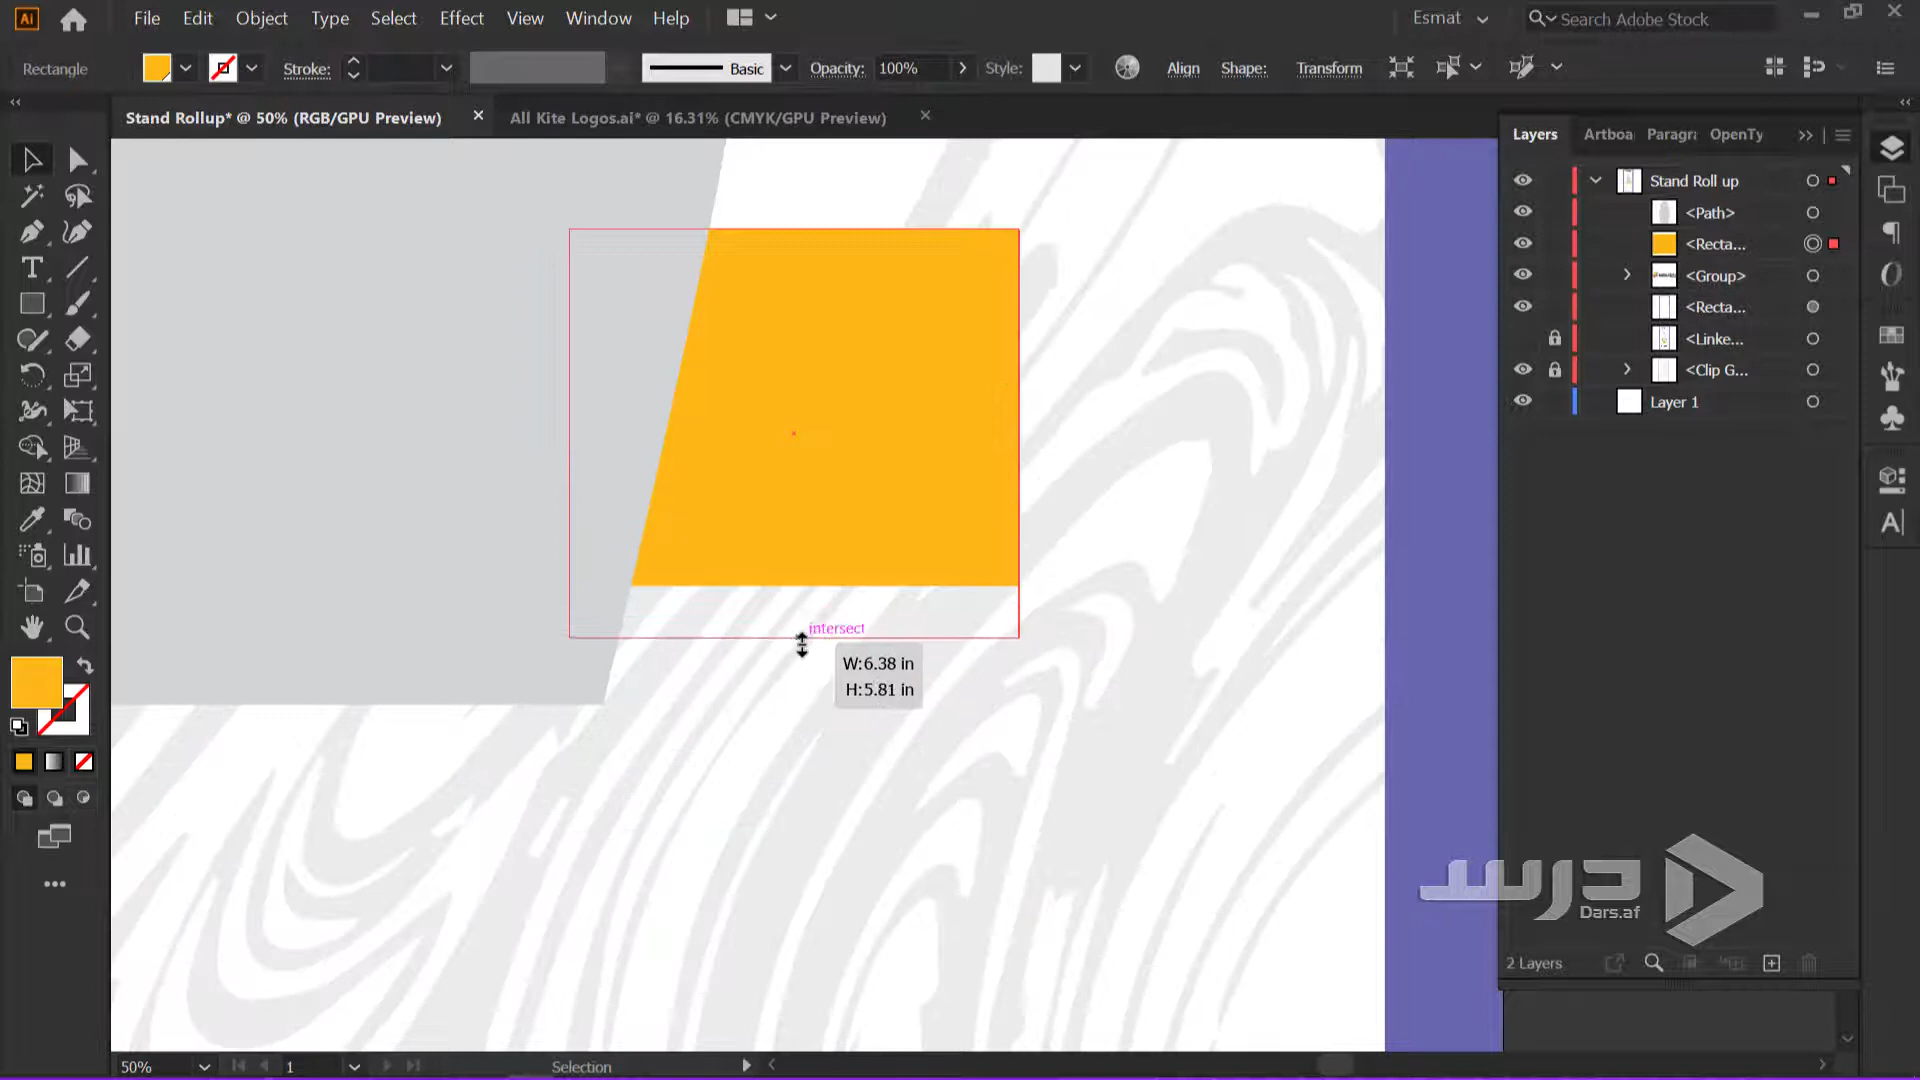 Ai File Edit Object Type Select Effect View Window Help Esmat Search Adobe Stock
Rectangle Stroke: Basic Opacity: 100% Style: Align Shape: Transform
Stand Rollup* @ 50% (RGB/GPU Preview) All Kite Logos.ai* @ 16.31% (CMYK/GPU Preview)
Layers Artboa Paragra OpenTy
Stand Roll up
<Path>
<Recta...
<Group>
<Recta...
<Linke...
<Clip G...
Layer 1
intersect
W:6.38 in
H:5.81 in
درس
Dars.af
2 Layers
50% 1 Selection